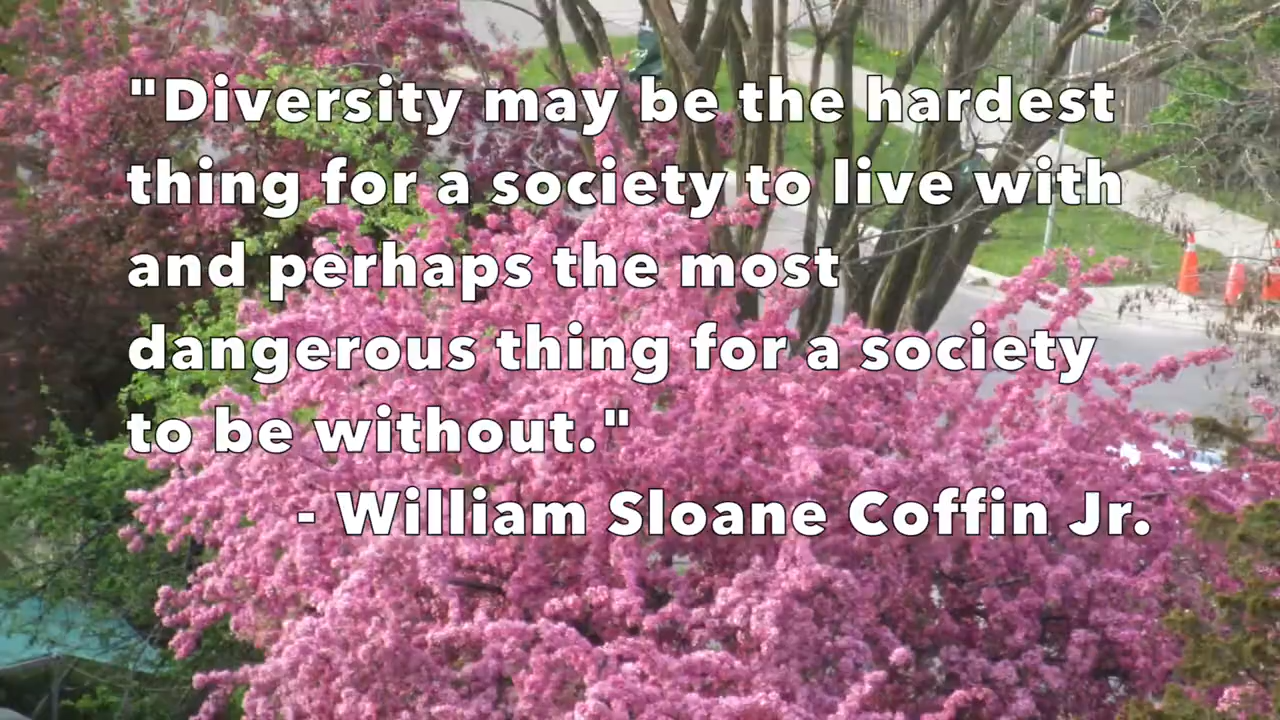 "Diversity may be the hardest
thing for a society to live with
and perhaps the most
dangerous thing for a society
to be without."
- William Sloane Coffin Jr.